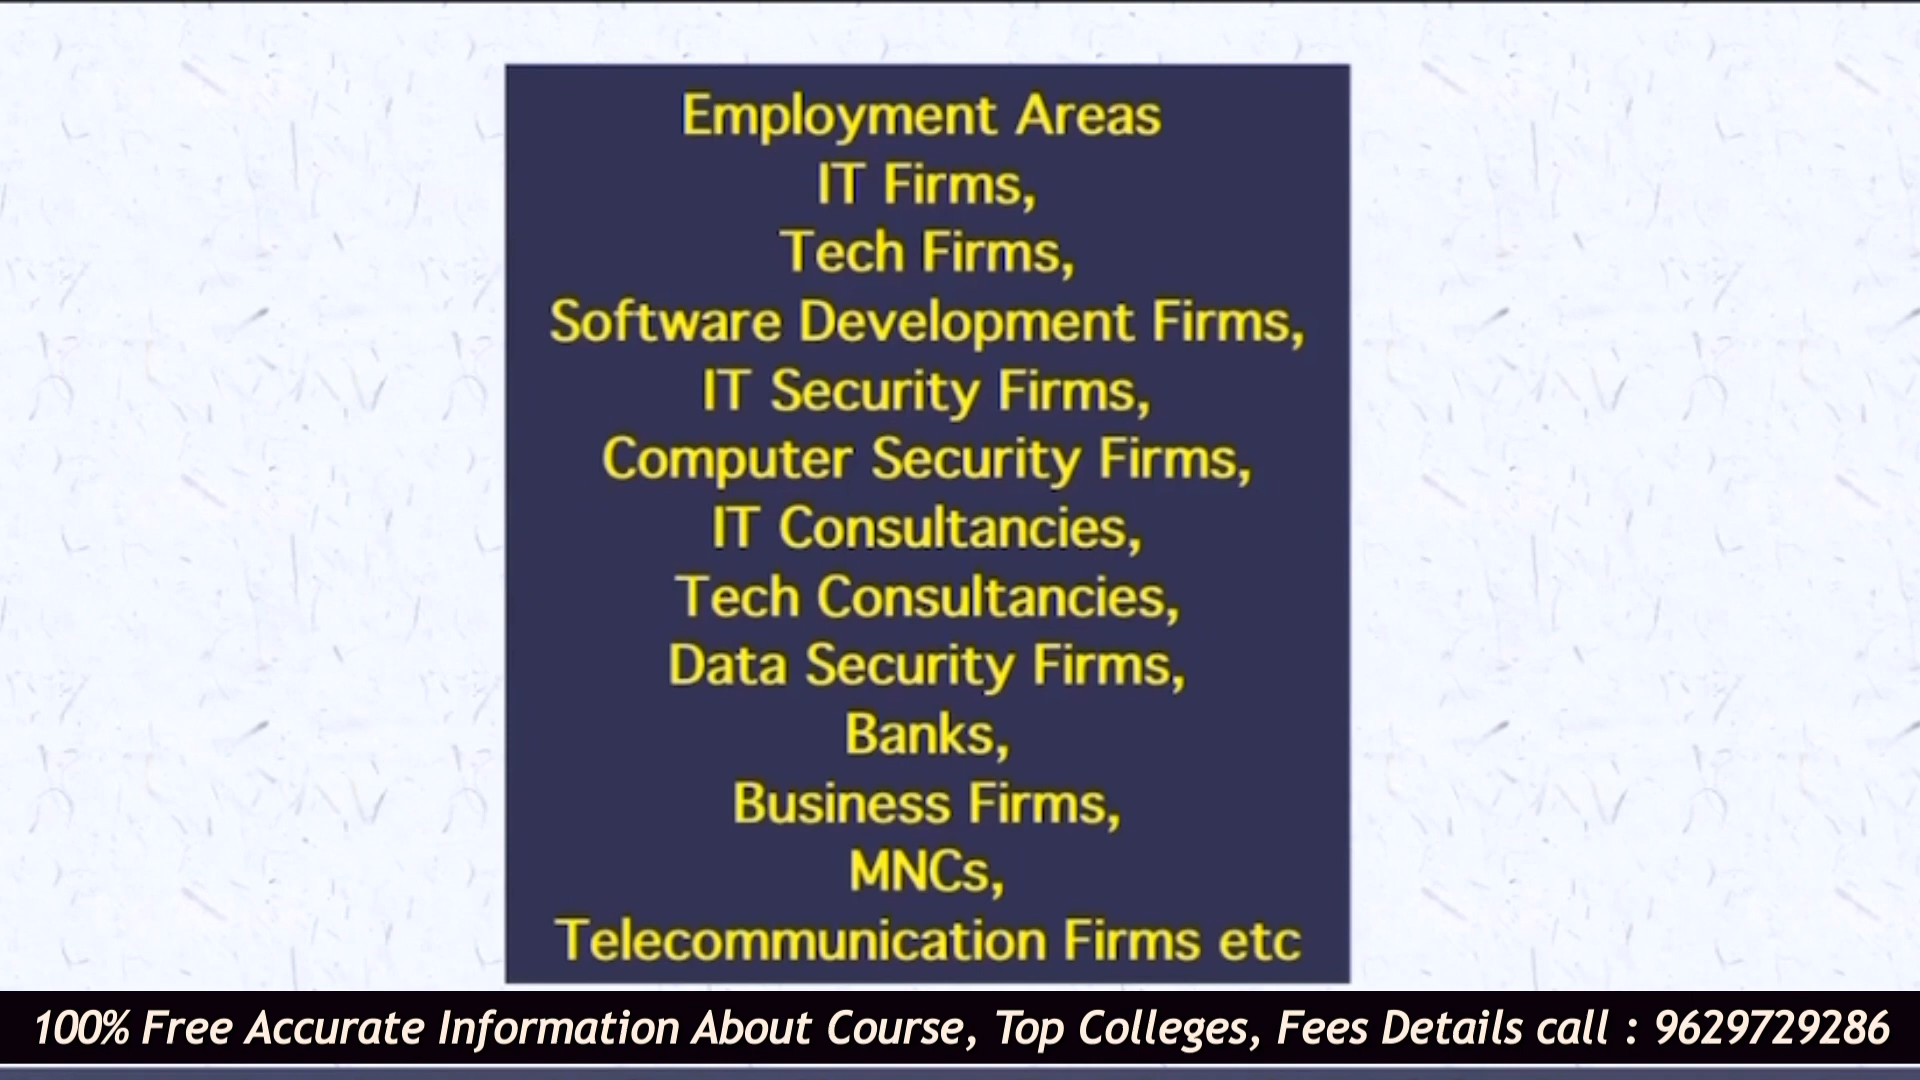 Employment Areas
IT Firms,
Tech Firms,
Software Development Firms,
IT Security Firms,
Computer Security Firms,
IT Consultancies,
Tech Consultancies,
Data Security Firms,
Banks,
Business Firms,
MNCs,
Telecommunication Firms etc
100% Free Accurate Information About Course, Top Colleges, Fees Details call : 9629729286